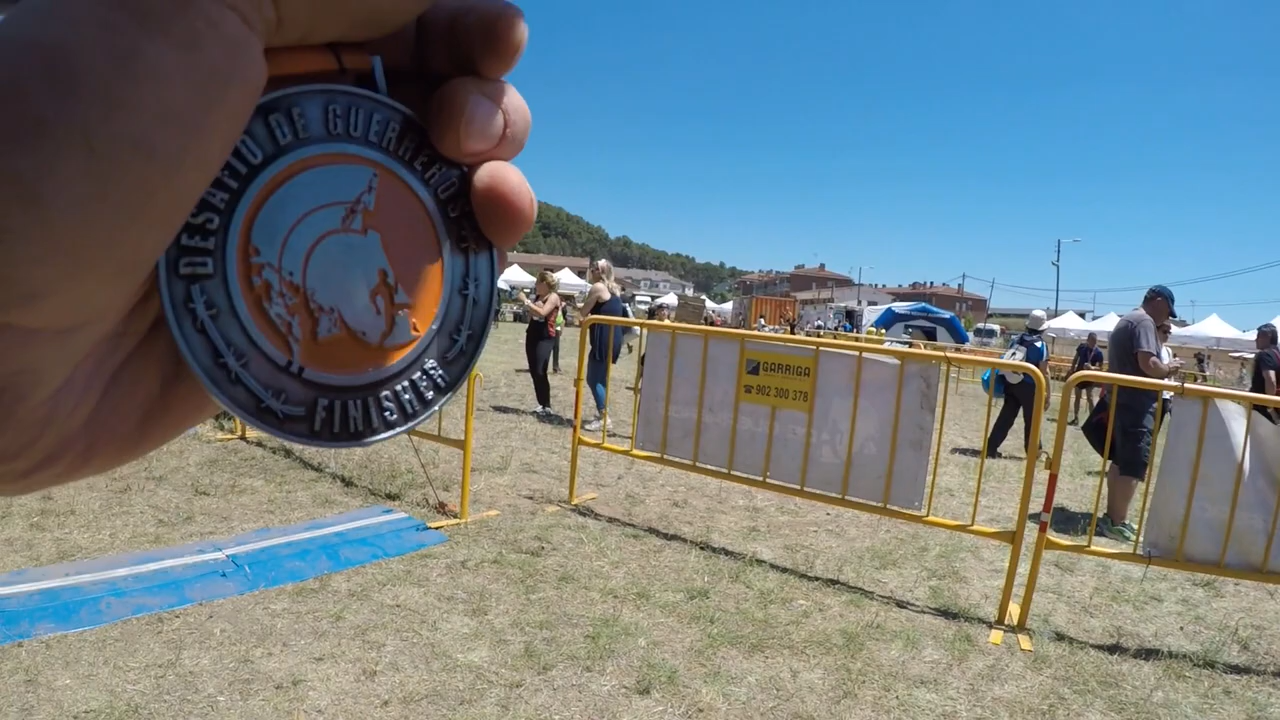 DESAFIO DE GUERREROS
FINISHER
GARRIGA
902 300 378